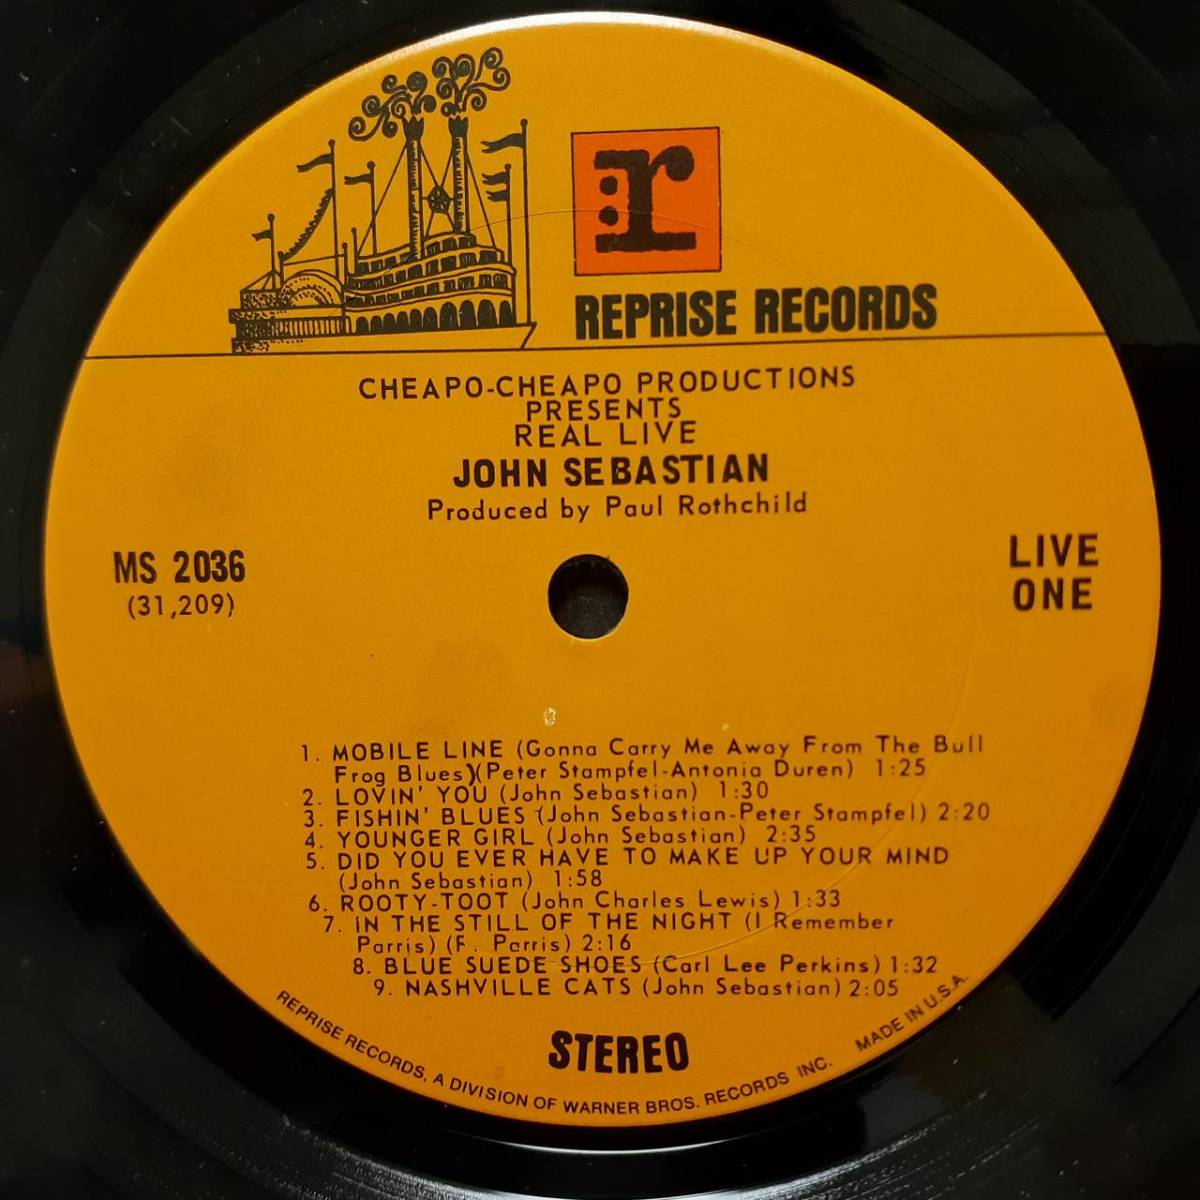 r
REPRISE RECORDS
CHEAPO-CHEAPO PRODUCTIONS
PRESENTS
REAL LIVE
JOHN SEBASTIAN
Produced by Paul Rothchild
MS 2036
(31,209)
LIVE
ONE
1. MOBILE LINE (Gonna Carry Me Away From The Bull
Frog Blues)(Peter Stampfel-Antonia Duren) 1:25
2. LOVIN' YOU (John Sebastian) 1:30
3. FISHIN' BLUES (John Sebastian-Peter Stampfel) 2:20
4. YOUNGER GIRL (John Sebastian) 2:35
5. DID YOU EVER HAVE TO MAKE UP YOUR MIND
(John Sebastian) 1:58
6. ROOTY-TOOT (John Charles Lewis) 1:33
7. IN THE STILL OF THE NIGHT (I Remember
Parris) (F. Parris) 2:16
8. BLUE SUEDE SHOES (Carl Lee Perkins) 1:32
9. NASHVILLE CATS (John Sebastian) 2:05
STEREO
REPRISE RECORDS, A DIVISION OF WARNER BROS. RECORDS INC. MADE IN U.S.A.